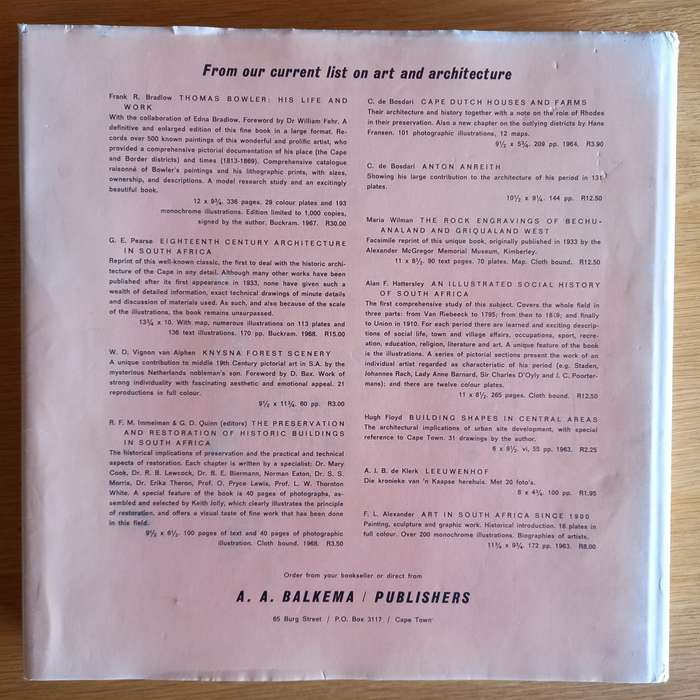 From our current list on art and architecture
Frank R. Bradlow THOMAS BOWLER: HIS LIFE AND
WORK
With the collaboration of Edna Bradlow. Foreword by Dr William Fehr. A
definitive and enlarged edition of this fine book in a large format. Re-
cords over 500 known paintings of this wonderful and prolific artist, who
provided a comprehensive pictorial documentation of his place (the Cape
and Border districts) and times (1813-1869). Comprehensive catalogue
raisonné of Bowler's paintings and his lithographic prints, with sizes,
ownership, and descriptions. A model research study and an excitingly
beautiful book.
12 x 9¾. 336 pages. 29 colour plates and 193
monochrome illustrations. Edition limited to 1,000 copies,
signed by the author. Buckram. 1967. R30.00
G. E. Pearse EIGHTEENTH CENTURY ARCHITECTURE
IN SOUTH AFRICA
Reprint of this well-known classic, the first to deal with the historic archi-
tecture of the Cape in any detail. Although many other works have been
published after its first appearance in 1933, none have given such a
wealth of detailed information, exact technical drawings of minute details
and discussion of materials used. As such, and also because of the scale
of the illustrations, the book remains unsurpassed.
13¾ x 10. With map, numerous illustrations on 113 plates and
136 text illustrations. 170 pp. Buckram. 1968. R15.00
W. D. Vignon van Alphen KNYSNA FOREST SCENERY
A unique contribution to middle 19th Century pictorial art in S.A. by the
mysterious Netherlands nobleman's son. Foreword by D. Bax. Work of
strong individuality with fascinating aesthetic and emotional appeal. 21
reproductions in full colour.
9½ x 11¾. 60 pp. R3.00
R. F. M. Immelman & G. D. Quinn (editors) THE PRESERVATION
AND RESTORATION OF HISTORIC BUILDINGS
IN SOUTH AFRICA
The historical implications of preservation and the practical and technical
aspects of restoration. Each chapter is written by a specialist: Dr. Mary
Cook, Dr. R. B. Lewcock, Dr. B. E. Biermann, Norman Eaton, Dr. S. S.
Morris, Dr. Erika Theron, Prof. O. Pryce Lewis, Prof. L. W. Thornton
White. A special feature of the book is 40 pages of photographs, as-
sembled and selected by Keith Jolly, which clearly illustrates the principle
of restoration, and offers a visual taste of fine work that has been done
in this field.
9½ x 6½. 100 pages of text and 40 pages of photographic
illustration. Cloth bound. 1968. R3.50
C. de Bosdari CAPE DUTCH HOUSES AND FARMS
Their architecture and history together with a note on the role of Rhodes
in their preservation. Also a new chapter on the outlying districts by Hans
Fransen. 101 photographic illustrations, 12 maps.
9½ x 5¾. 209 pp. 1964. R3.90
C. de Bosdari ANTON ANREITH
Showing his large contribution to the architecture of his period in 131
plates.
10½ x 9¼. 144 pp. R12.50
Maria Wilman THE ROCK ENGRAVINGS OF BECHU-
ANALAND AND GRIQUALAND WEST
Facsimile reprint of this unique book, originally published in 1933 by the
Alexander McGregor Memorial Museum, Kimberley.
11 x 8½. 90 text pages. 70 plates. Map. Cloth bound. R12.50
Alan F. Hattersley AN ILLUSTRATED SOCIAL HISTORY
OF SOUTH AFRICA
The first comprehensive study of this subject. Covers the whole field in
three parts: from Van Riebeeck to 1795; from then to 1879; and finally
to Union in 1910. For each period there are learned and exciting descrip-
tions of social life, town and village affairs, occupations, sport, recre-
ation, education, religion, literature and art. A unique feature of the book
is the illustrations. A series of pictorial sections present the work of an
individual artist regarded as characteristic of his period (e.g. Staden,
Johannes Rach, Lady Anne Barnard, Sir Charles D'Oyly and J. C. Poorter-
mans); and there are twelve colour plates.
11 x 8½. 265 pages. Cloth bound. R12.50
Hugh Floyd BUILDING SHAPES IN CENTRAL AREAS
The architectural implications of urban site development, with special
reference to Cape Town. 31 drawings by the author.
6 x 9½. vi, 55 pp. 1963. R2.25
A. J. B. de Klerk LEEUWENHOF
Die kronieke van 'n Kaapse herehuis. Met 20 foto's.
8 x 4¾. 100 pp. R1.95
F. L. Alexander ART IN SOUTH AFRICA SINCE 1900
Painting, sculpture and graphic work. Historical introduction. 16 plates in
full colour. Over 200 monochrome illustrations. Biographies of artists.
11¾ x 9¼. 172 pp. 1963. R8.00
Order from your bookseller or direct from
A. A. BALKEMA / PUBLISHERS
65 Burg Street / P.O. Box 3117 / Cape Town